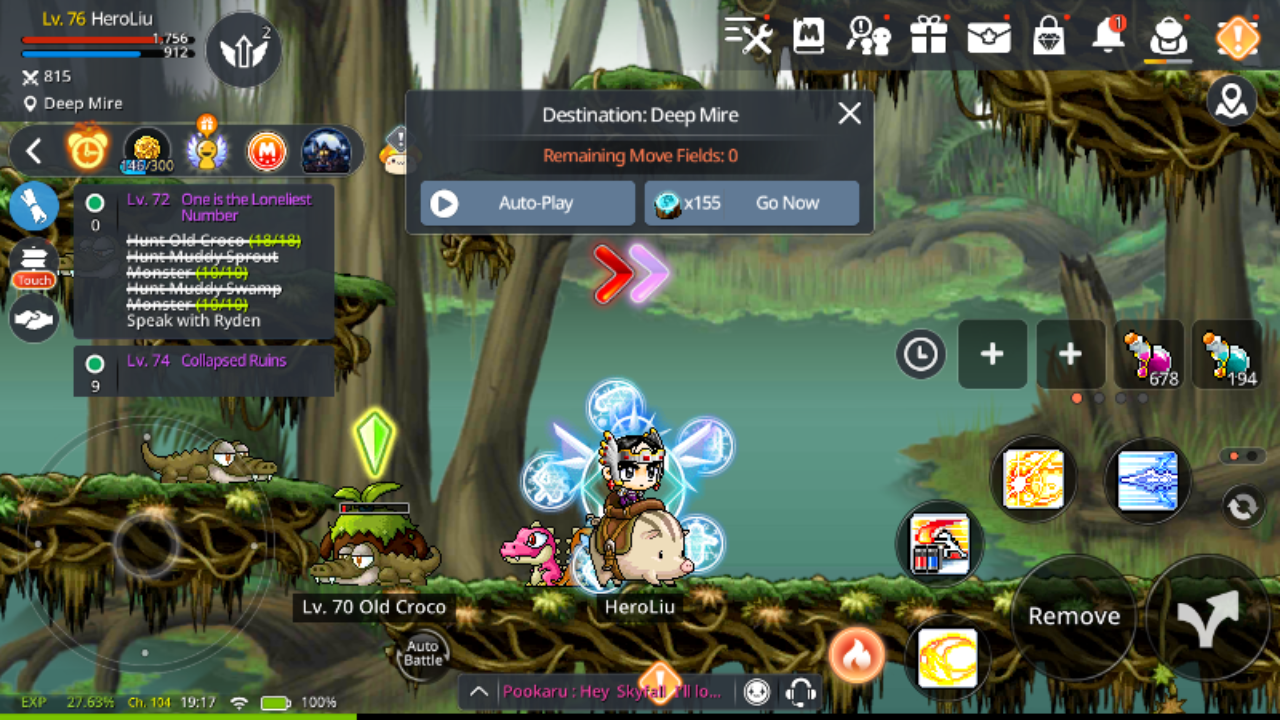 Lv. 76 HeroLiu
1,756
912
2
815
Deep Mire
146/300
Touch
0
Lv. 72 One is the Loneliest
Number
Hunt Old Croco (18/18)
Hunt Muddy Sprout
Monster (10/10)
Hunt Muddy Swamp
Monster (10/10)
Speak with Ryden
9
Lv. 74 Collapsed Ruins
Destination: Deep Mire
Remaining Move Fields: 0
Auto-Play
x155
Go Now
M
M
1
678
194
Remove
Lv. 70 Old Croco
HeroLiu
Auto
Battle
Pookaru : Hey Skyfall I'll lo...
EXP 27.63% Ch. 104 19:17 100%